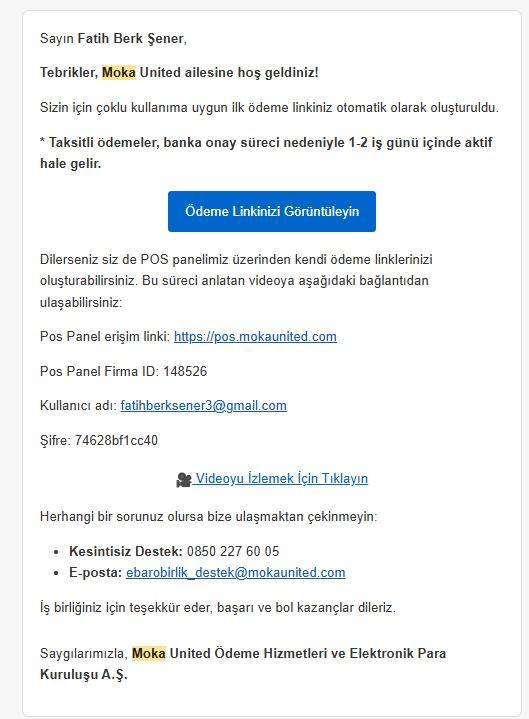 Sayın Fatih Berk Şener,
Tebrikler, Moka United ailesine hoş geldiniz!
Sizin için çoklu kullanıma uygun ilk ödeme linkiniz otomatik olarak oluşturuldu.
* Taksitli ödemeler, banka onay süreci nedeniyle 1-2 iş günü içinde aktif
hale gelir.
Ödeme Linkinizi Görüntüleyin
Dilerseniz siz de POS panelimiz üzerinden kendi ödeme linklerinizi
oluşturabilirsiniz. Bu süreci anlatan videoya aşağıdaki bağlantıdan
ulaşabilirsiniz:
Pos Panel erişim linki: https://pos.mokaunited.com
Pos Panel Firma ID: 148526
Kullanıcı adı: fatihberksener3@gmail.com
Şifre: 74628bf1cc40
Videoyu İzlemek İçin Tıklayın
Herhangi bir sorunuz olursa bize ulaşmaktan çekinmeyin:
• Kesintisiz Destek: 0850 227 60 05
• E-posta: ebarobirlik_destek@mokaunited.com
İş birliğiniz için teşekkür eder, başarı ve bol kazançlar dileriz.
Saygılarımızla, Moka United Ödeme Hizmetleri ve Elektronik Para
Kuruluşu A.Ş.